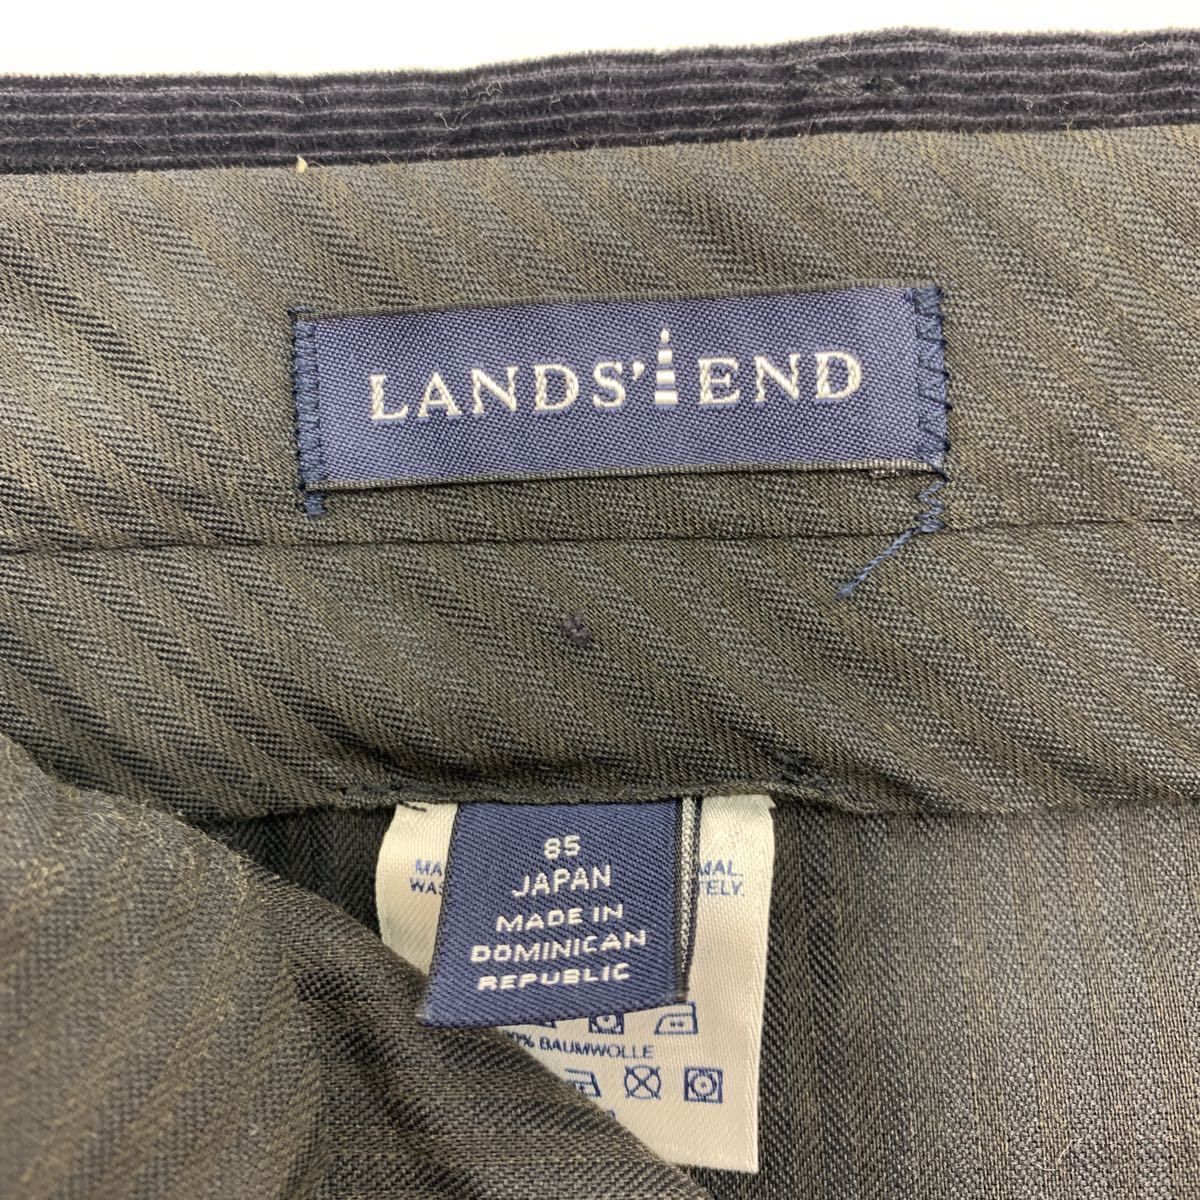 LANDS' END
85
JAPAN
MADE IN
DOMINICAN
REPUBLIC
BAUMWOLLE